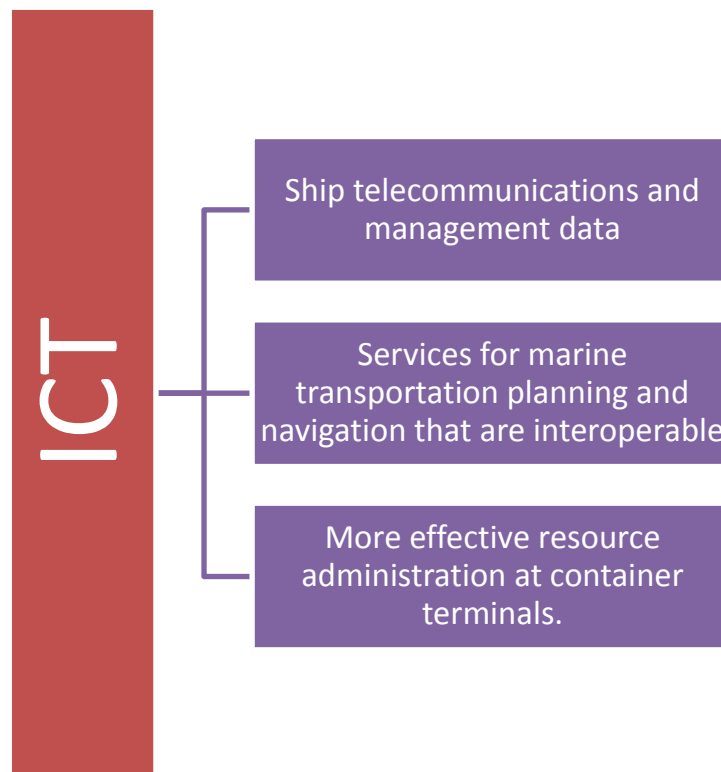 ICT
Ship telecommunications and
management data
Services for marine
transportation planning and
navigation that are interoperable
More effective resource
administration at container
terminals.